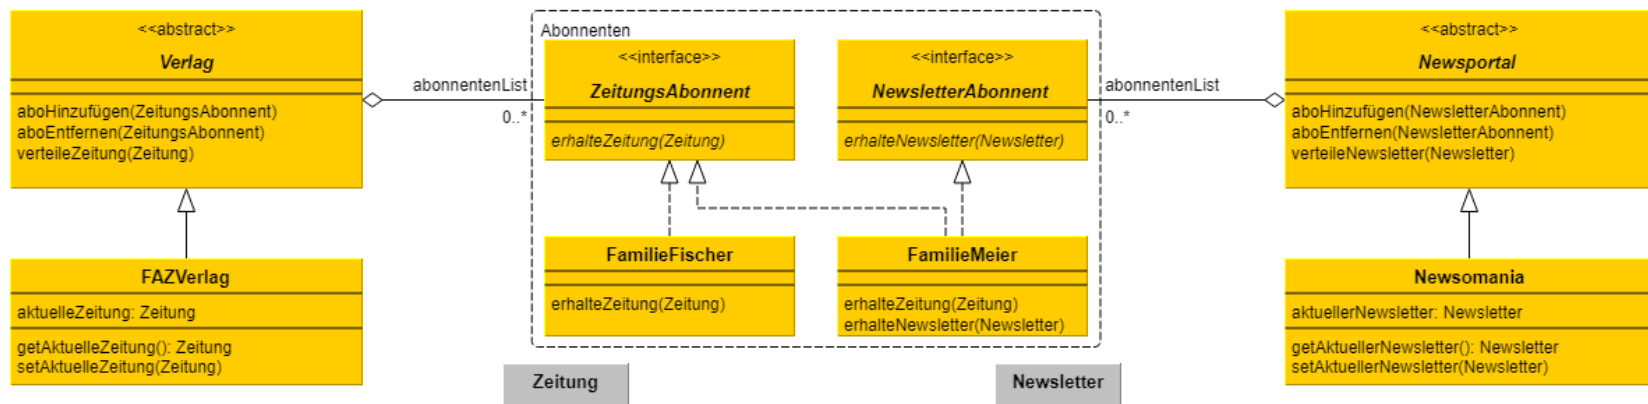 <<abstract>>
Verlag
aboHinzufügen(ZeitungsAbonnent)
aboEntfernen(ZeitungsAbonnent)
verteileZeitung(Zeitung)
FAZVerlag
aktuelleZeitung: Zeitung
getAktuelleZeitung(): Zeitung
setAktuelleZeitung(Zeitung)
abonnentenList
0..*
Abonnenten
<<interface>>
ZeitungsAbonnent
erhalteZeitung(Zeitung)
<<interface>>
NewsletterAbonnent
erhalteNewsletter(Newsletter)
FamilieFischer
erhalteZeitung(Zeitung)
FamilieMeier
erhalteZeitung(Zeitung)
erhalteNewsletter(Newsletter)
Zeitung
Newsletter
abonnentenList
0..*
<<abstract>>
Newsportal
aboHinzufügen(NewsletterAbonnent)
aboEntfernen(NewsletterAbonnent)
verteileNewsletter(Newsletter)
Newsomania
aktuellerNewsletter: Newsletter
getAktuellerNewsletter(): Newsletter
setAktuellerNewsletter(Newsletter)